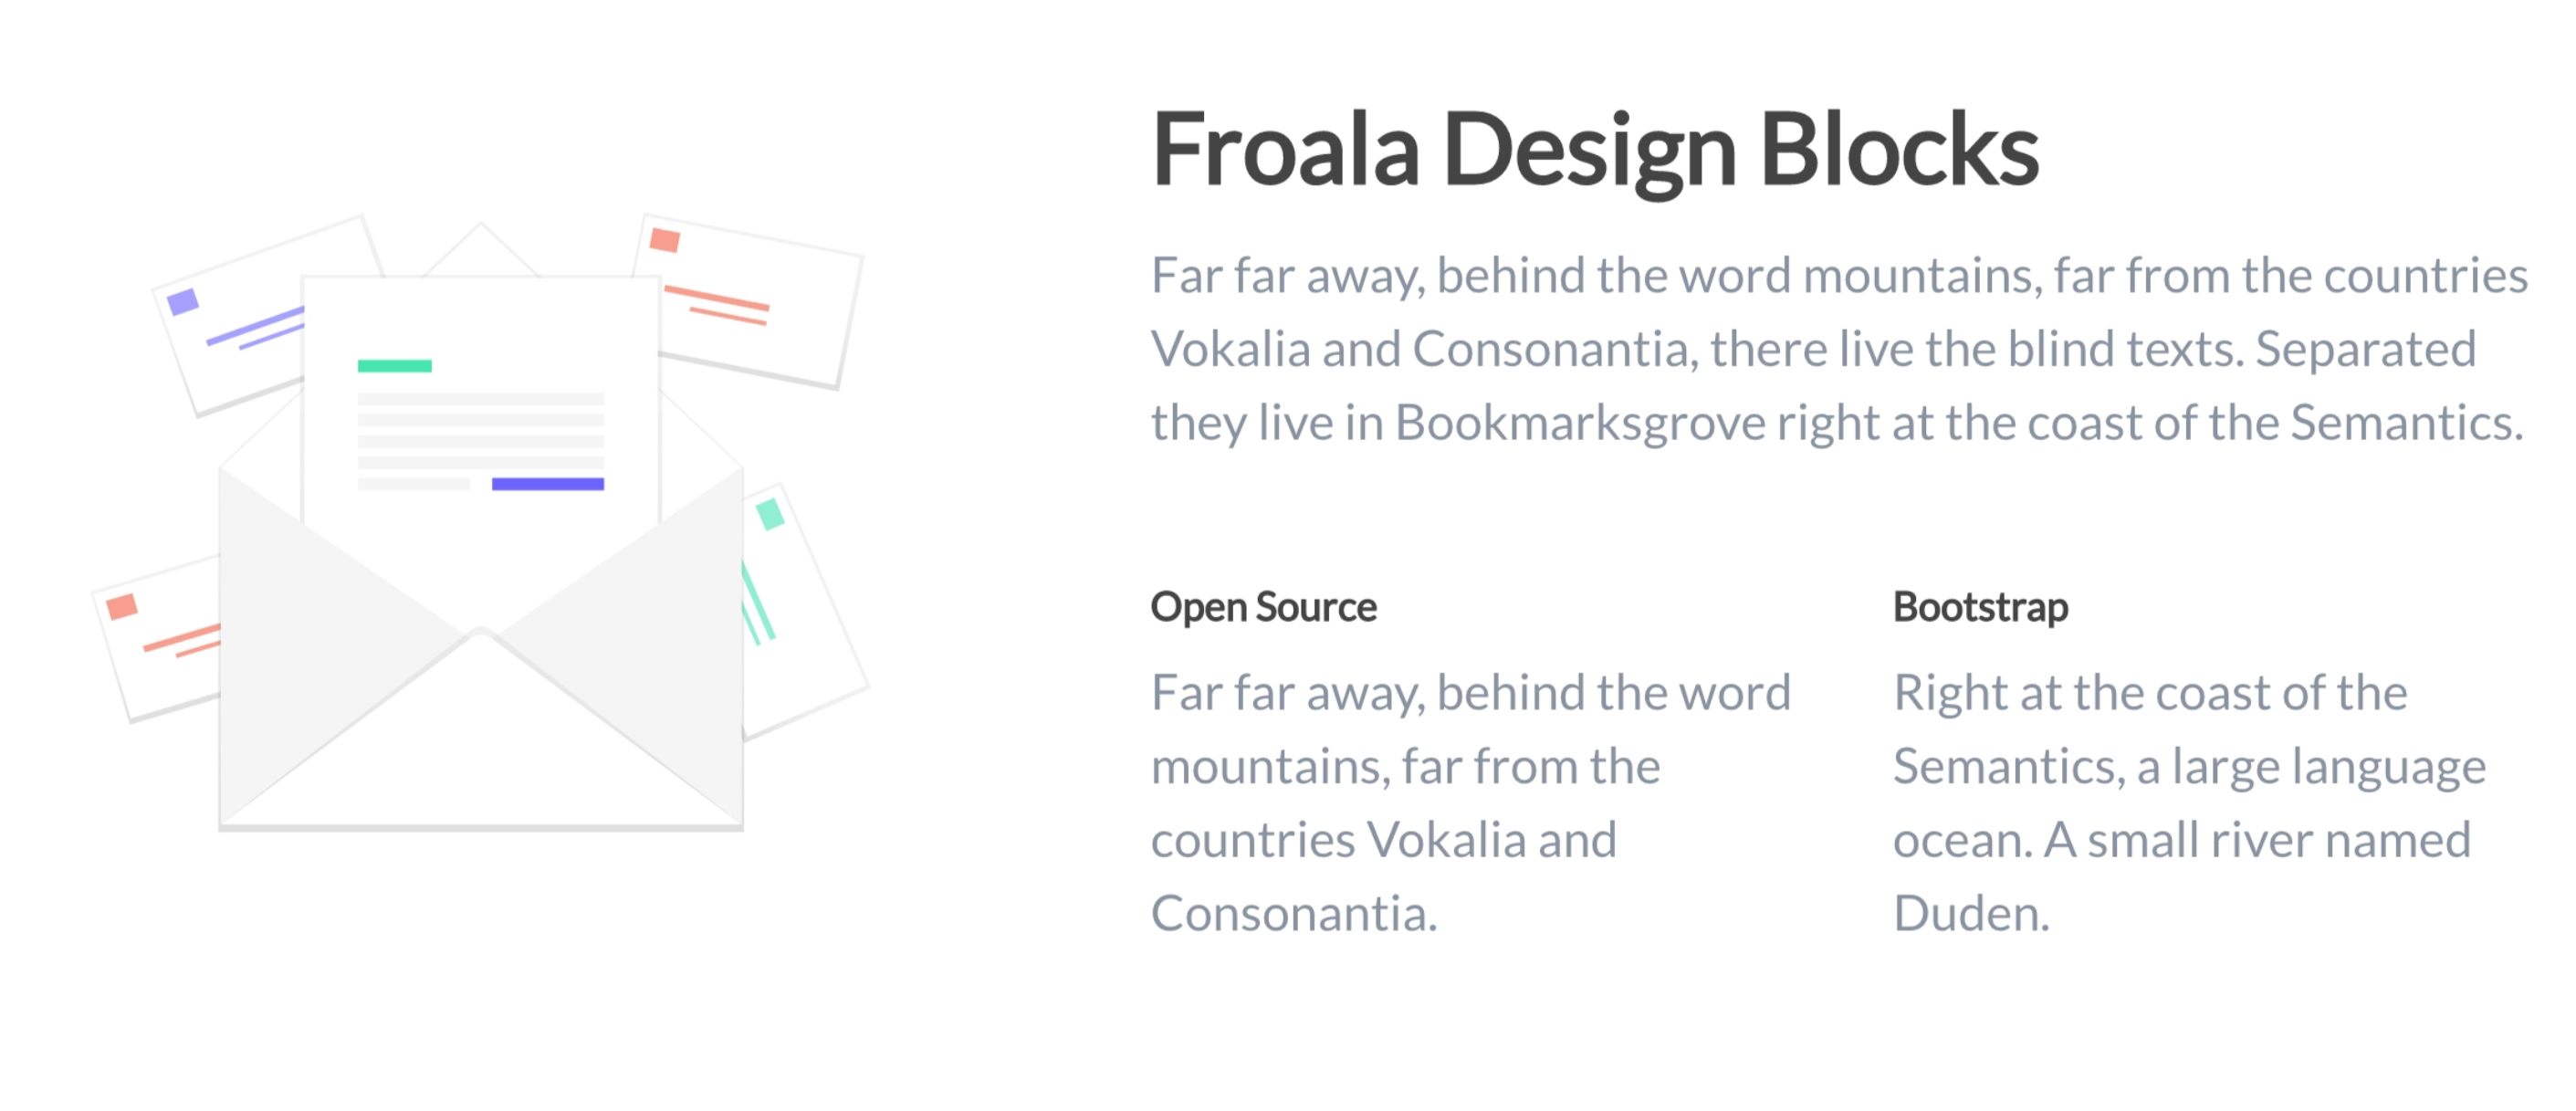 Froala Design Blocks
Far far away, behind the word mountains, far from the countries
Vokalia and Consonantia, there live the blind texts. Separated
they live in Bookmarksgrove right at the coast of the Semantics.
Open Source
Far far away, behind the word
mountains, far from the
countries Vokalia and
Consonantia.
Bootstrap
Right at the coast of the
Semantics, a large language
ocean. A small river named
Duden.